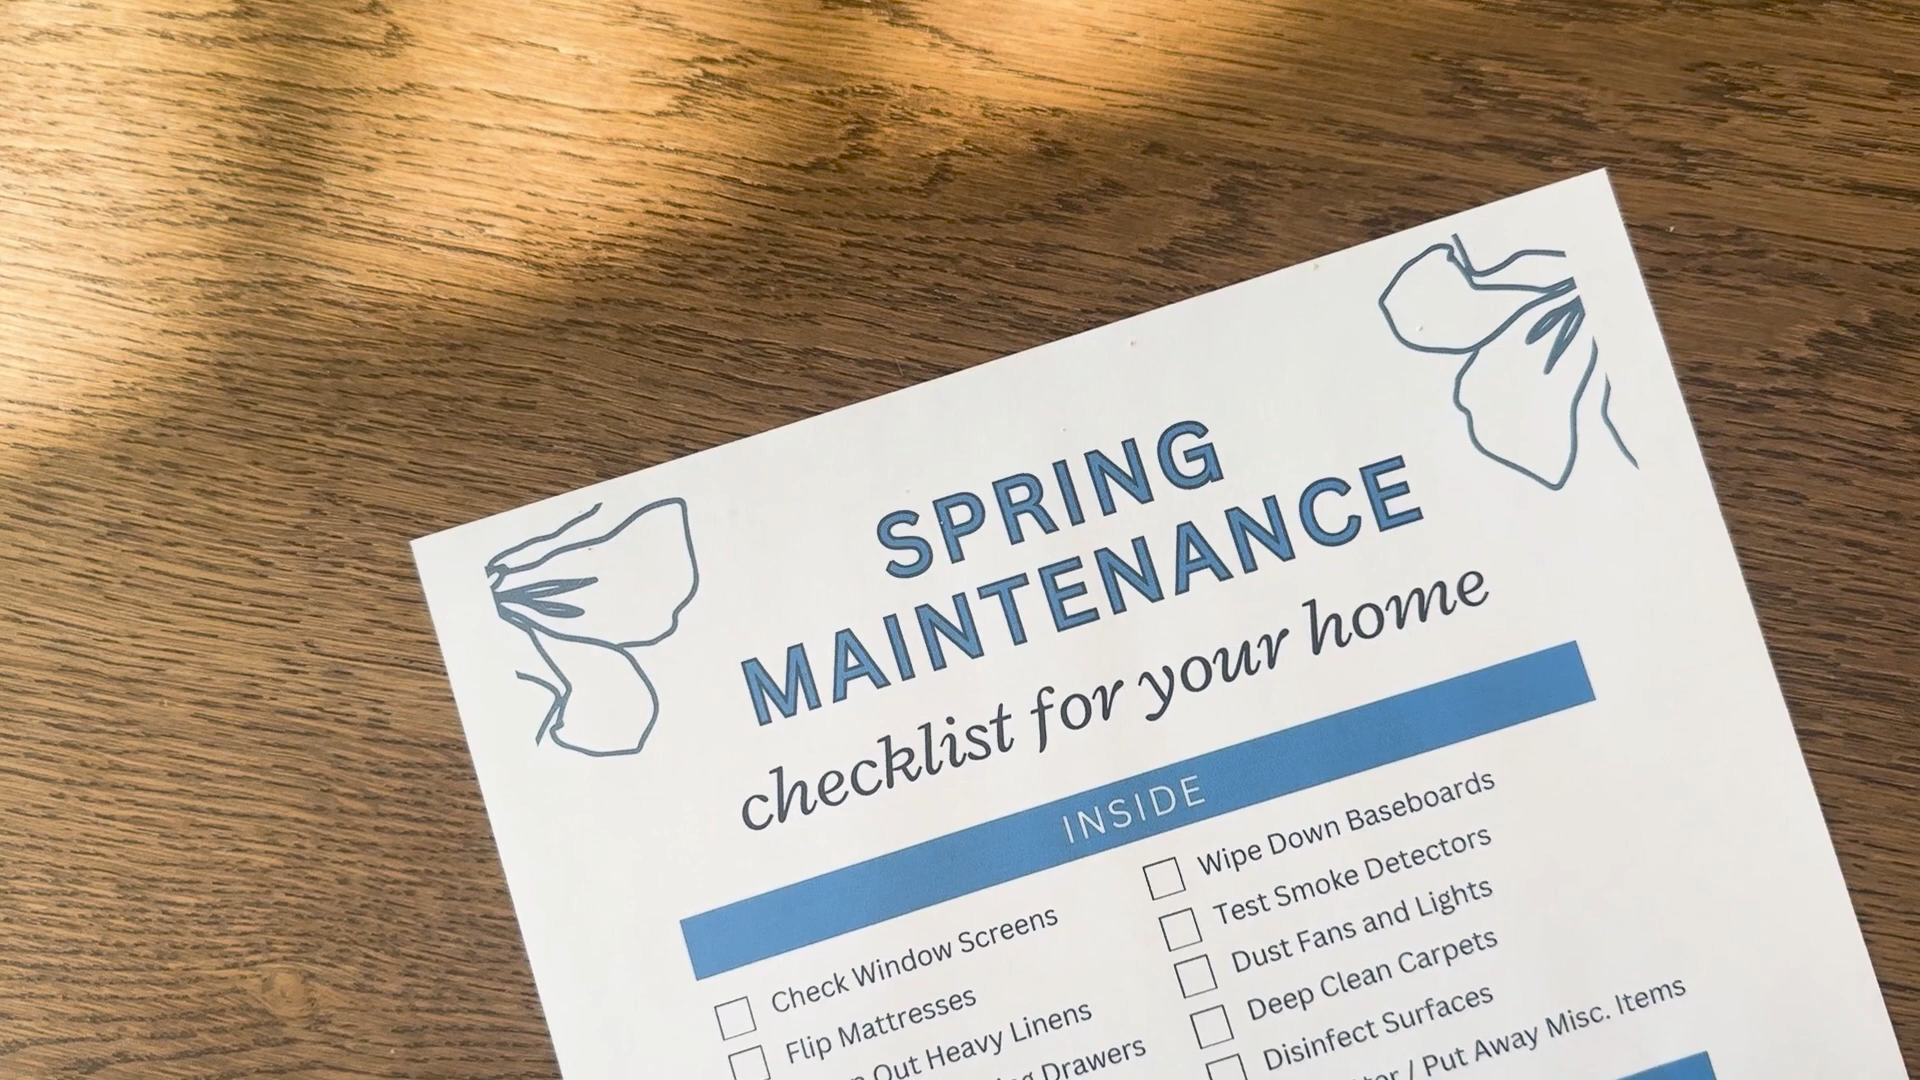 SPRING
MAINTENANCE
checklist for your home
INSIDE
Check Window Screens
Flip Mattresses
Out Heavy Linens
Drawers
Wipe Down Baseboards
Test Smoke Detectors
Dust Fans and Lights
Deep Clean Carpets
Disinfect Surfaces
/ Put Away Misc. Items